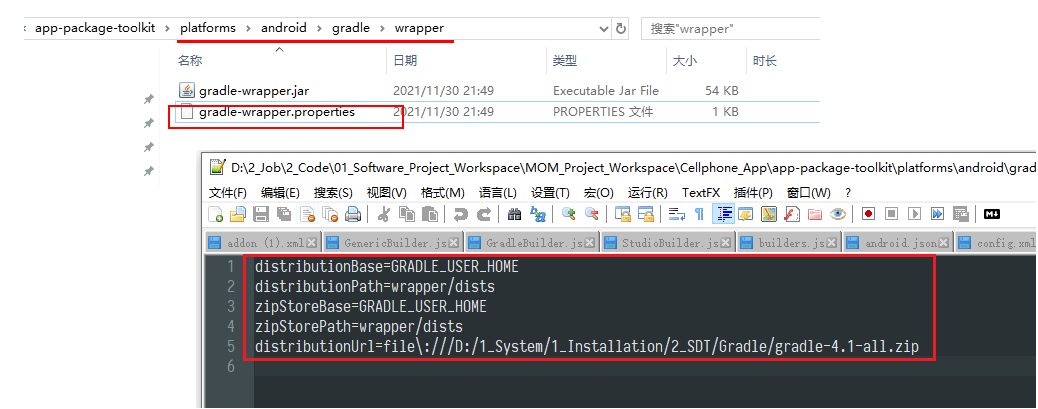 app-package-toolkit › platforms › android › gradle › wrapper
搜索"wrapper"
名称 日期 类型 大小 时长
gradle-wrapper.jar 2021/11/30 21:49 Executable Jar File 54 KB
gradle-wrapper.properties 2021/11/30 21:49 PROPERTIES 文件 1 KB
D:\2_Job\2_Code\01_Software_Project_Workspace\MOM_Project_Workspace\Cellphone_App\app-package-toolkit\platforms\android\grad
文件(F) 编辑(E) 搜索(S) 视图(V) 格式(M) 语言(L) 设置(T) 宏(O) 运行(R) TextFX 插件(P) 窗口(W) ?
addon (1).xml GenericBuilder.js GradleBuilder.js StudioBuilder.js builders.js android.json config.xml
1 distributionBase=GRADLE_USER_HOME
2 distributionPath=wrapper/dists
3 zipStoreBase=GRADLE_USER_HOME
4 zipStorePath=wrapper/dists
5 distributionUrl=file\:///D:/1_System/1_Installation/2_SDT/Gradle/gradle-4.1-all.zip
6